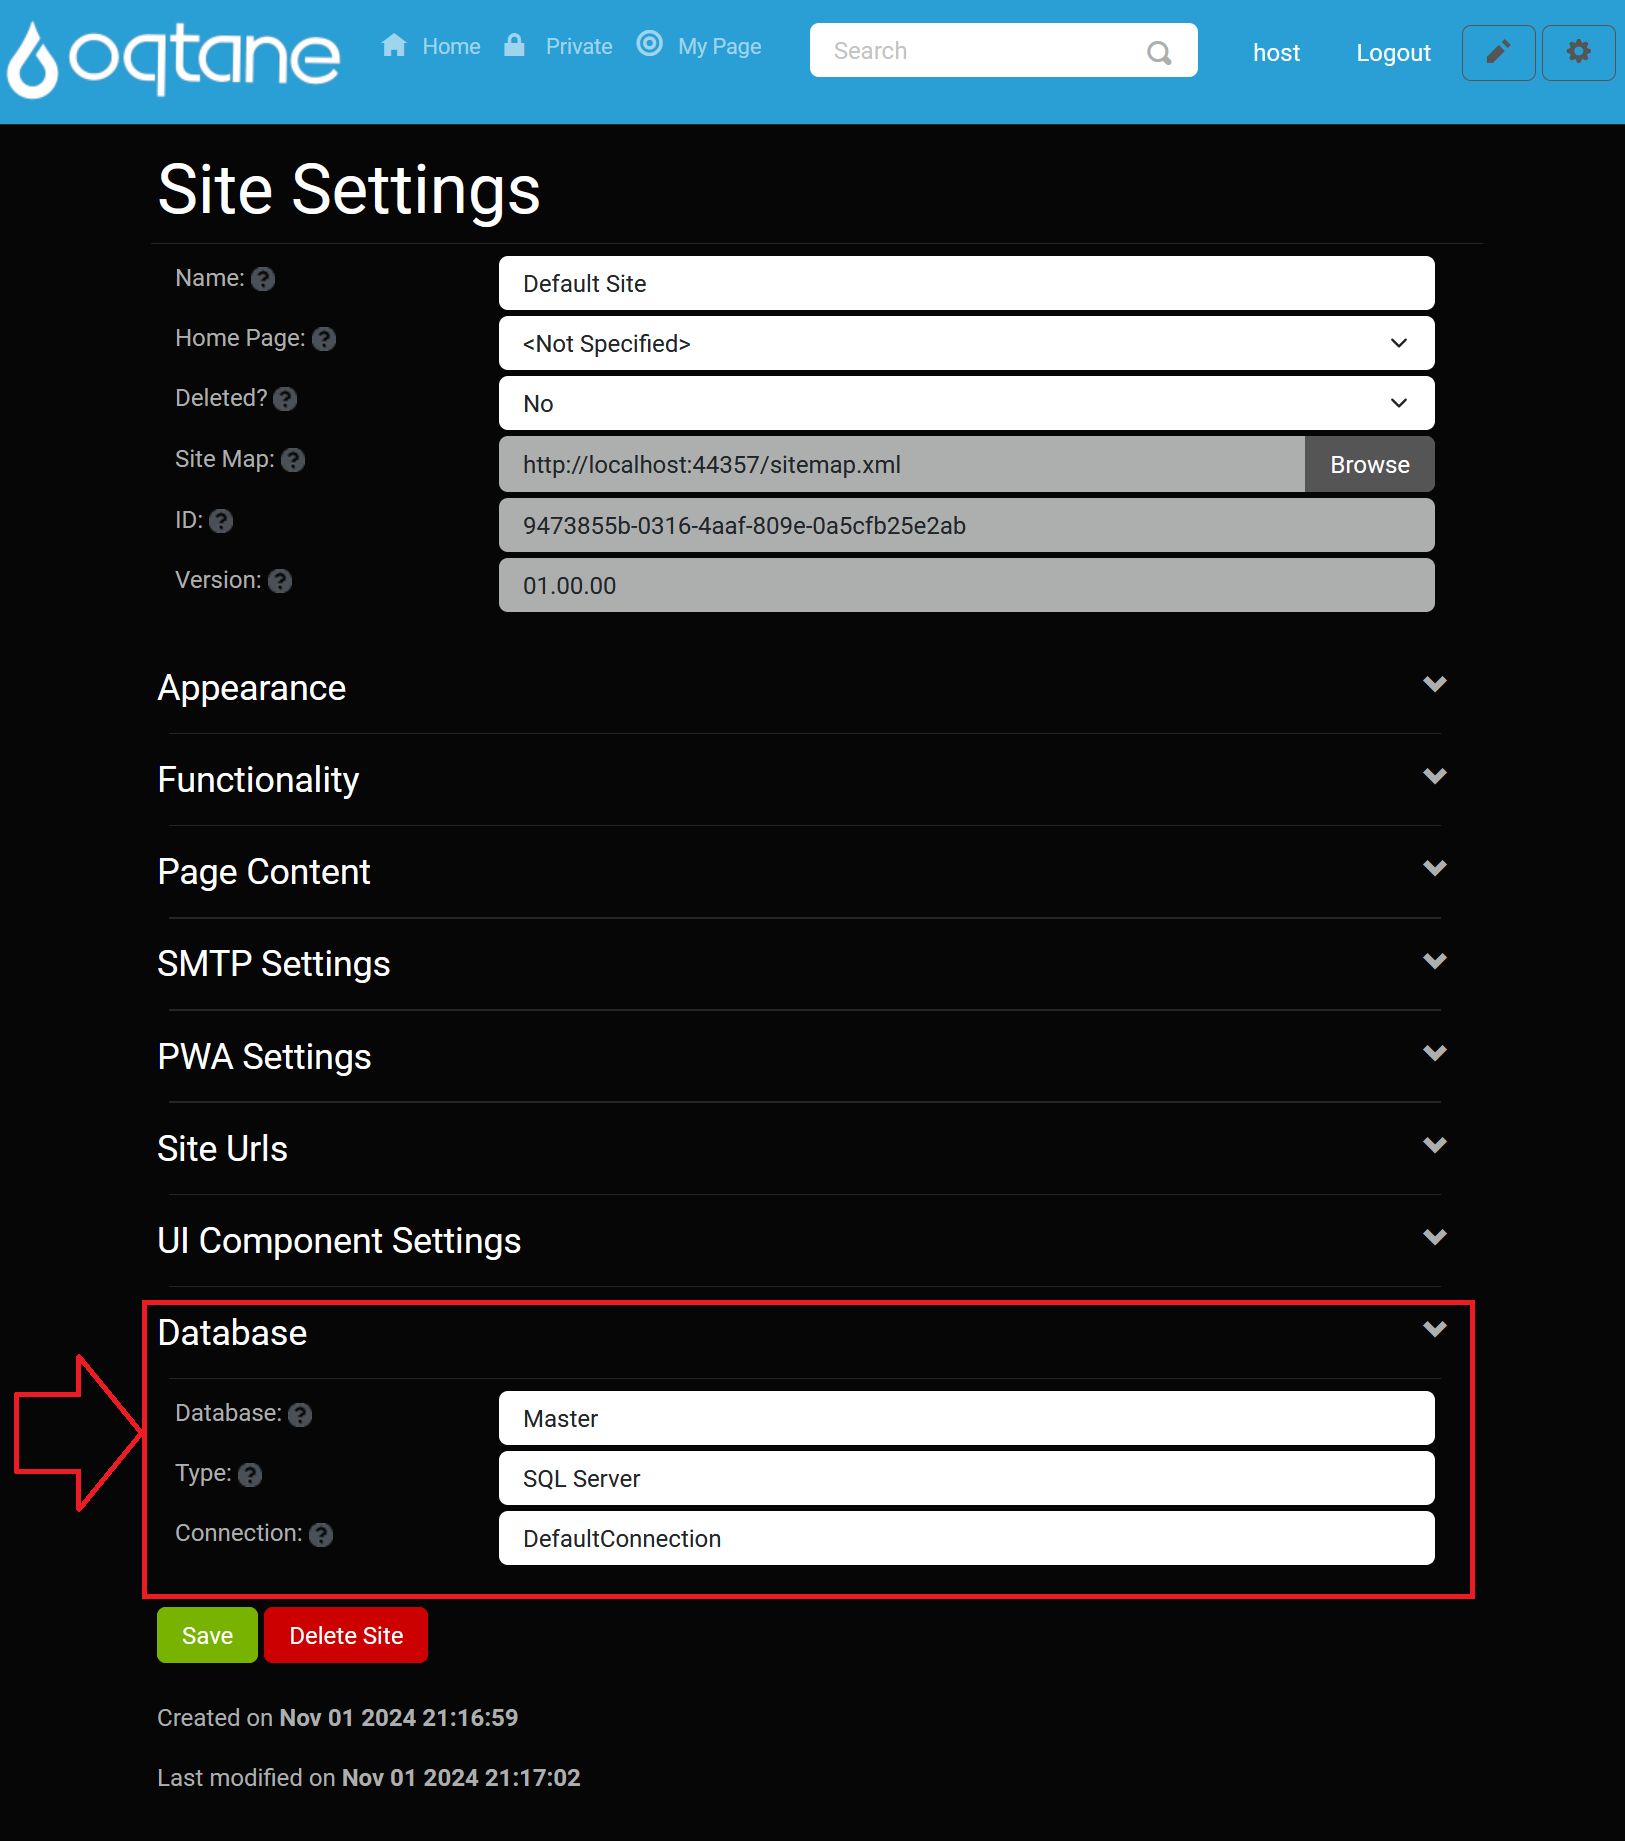 oqtane
Home Private My Page Search host Logout
Site Settings
Name: ? Default Site
Home Page: ? <Not Specified>
Deleted? ? No
Site Map: ? http://localhost:44357/sitemap.xml Browse
ID: ? 9473855b-0316-4aaf-809e-0a5cfb25e2ab
Version: ? 01.00.00
Appearance
Functionality
Page Content
SMTP Settings
PWA Settings
Site Urls
UI Component Settings
Database
Database: ? Master
Type: ? SQL Server
Connection: ? DefaultConnection
Save Delete Site
Created on Nov 01 2024 21:16:59
Last modified on Nov 01 2024 21:17:02